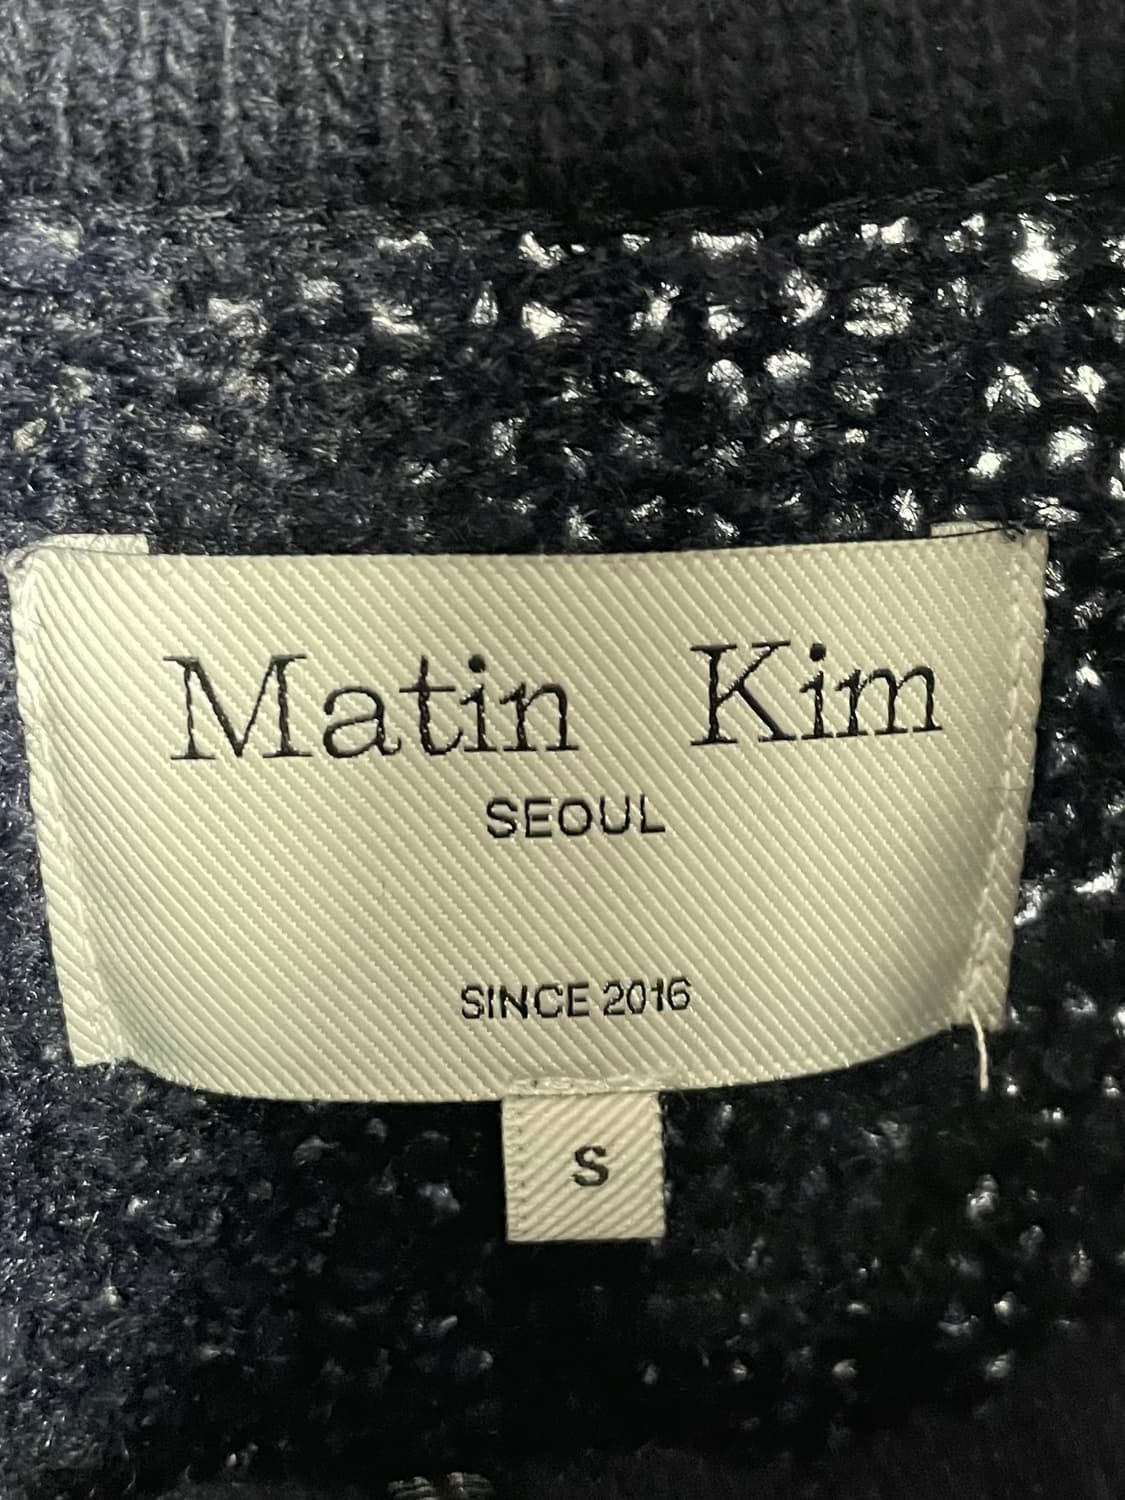 Matin Kim
SEOUL
SINCE 2016
S